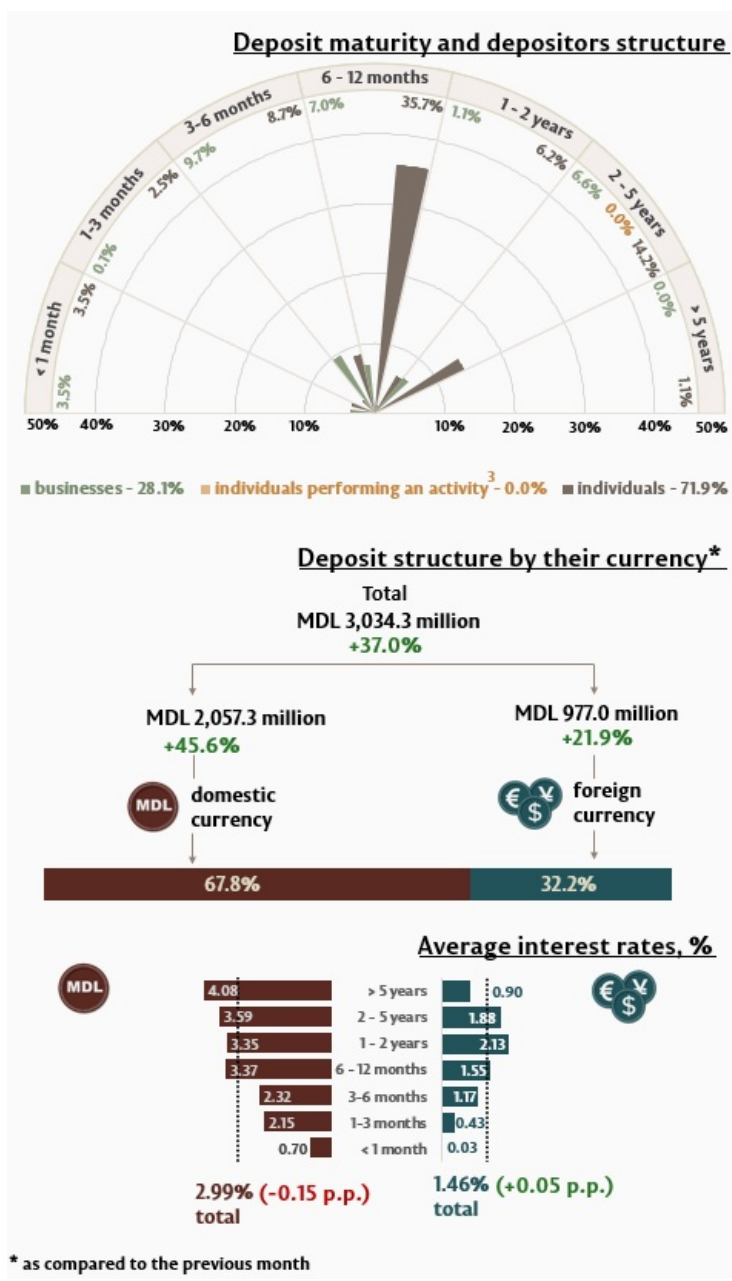 Deposit maturity and depositors structure
6 - 12 months
3-6 months
8.7% 7.0%
35.7% 1.1%
1 - 2 years
2.5% 9.7%
6.2% 6.6%
2 - 5 years
1-3 months
0.0%
14.2% 0.0%
3.5% 0.1%
< 1 month
> 5 years
3.5%
1.1%
50% 40% 30% 20% 10% 10% 20% 30% 40% 50%
businesses - 28.1% individuals performing an activity3 - 0.0% individuals - 71.9%
Deposit structure by their currency*
Total
MDL 3,034.3 million
+37.0%
MDL 2,057.3 million
+45.6%
MDL 977.0 million
+21.9%
MDL
domestic
currency
€ ¥ $
foreign
currency
67.8% 32.2%
Average interest rates, %
MDL
€ ¥ $
4.08 > 5 years 0.90
3.59 2 - 5 years 1.88
3.35 1 - 2 years 2.13
3.37 6 - 12 months 1.55
2.32 3-6 months 1.17
2.15 1-3 months 0.43
0.70 < 1 month 0.03
2.99% (-0.15 p.p.)
total
1.46% (+0.05 p.p.)
total
* as compared to the previous month